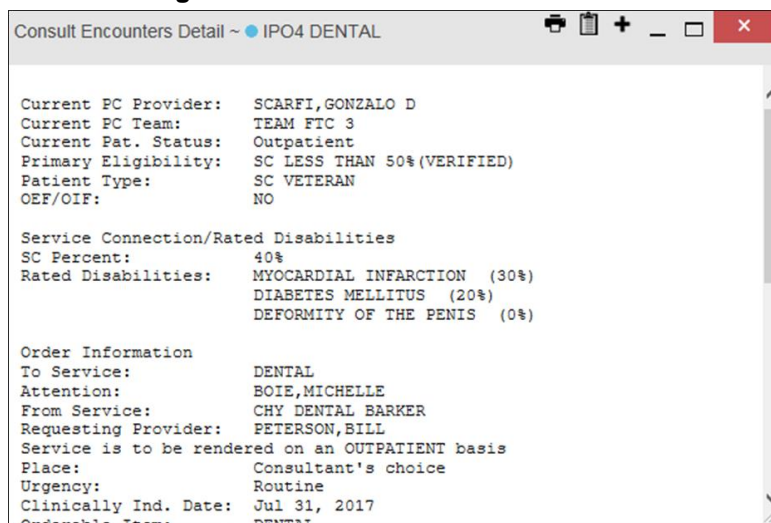 Consult Encounters Detail ~ IPO4 DENTAL
Current PC Provider: SCARFI,GONZALO D
Current PC Team: TEAM FTC 3
Current Pat. Status: Outpatient
Primary Eligibility: SC LESS THAN 50%(VERIFIED)
Patient Type: SC VETERAN
OEF/OIF: NO
Service Connection/Rated Disabilities
SC Percent: 40%
Rated Disabilities: MYOCARDIAL INFARCTION (30%)
DIABETES MELLITUS (20%)
DEFORMITY OF THE PENIS (0%)
Order Information
To Service: DENTAL
Attention: BOIE,MICHELLE
From Service: CHY DENTAL BARKER
Requesting Provider: PETERSON,BILL
Service is to be rendered on an OUTPATIENT basis
Place: Consultant's choice
Urgency: Routine
Clinically Ind. Date: Jul 31, 2017
Orderable Item: DENTAL